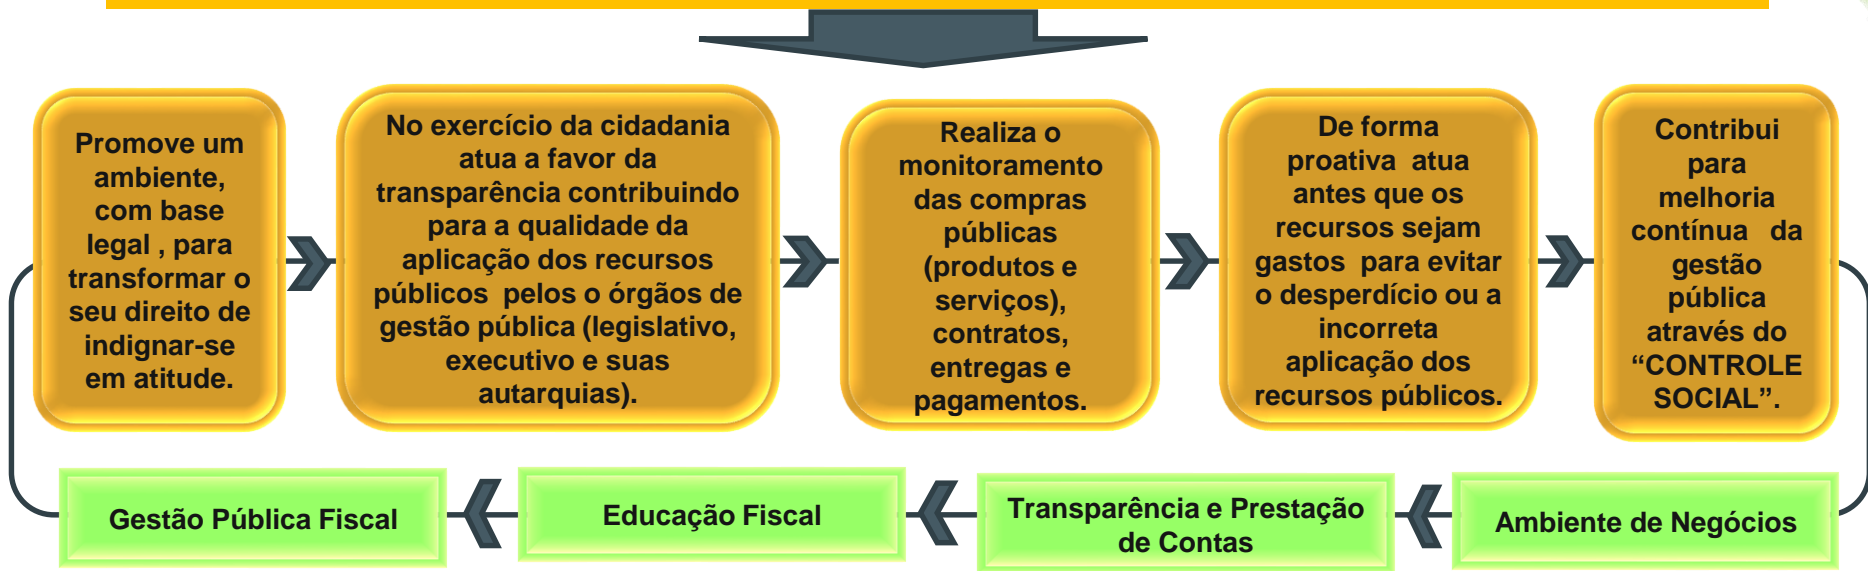 Promove um
ambiente,
com base
legal , para
transformar o
seu direito de
indignar-se
em atitude.
No exercício da cidadania
atua a favor da
transparência contribuindo
para a qualidade da
aplicação dos recursos
públicos  pelos o órgãos de
gestão pública (legislativo,
executivo e suas
autarquias).
Realiza o
monitoramento
das compras
públicas
(produtos e
serviços),
contratos,
entregas e
pagamentos.
De forma
proativa  atua
antes que os
recursos sejam
gastos  para evitar
o desperdício ou a
incorreta
aplicação dos
recursos públicos.
Contribui
para
melhoria
contínua  da
gestão
pública
através do
“CONTROLE
SOCIAL”.
Gestão Pública Fiscal
Educação Fiscal
Transparência e Prestação
de Contas
Ambiente de Negócios